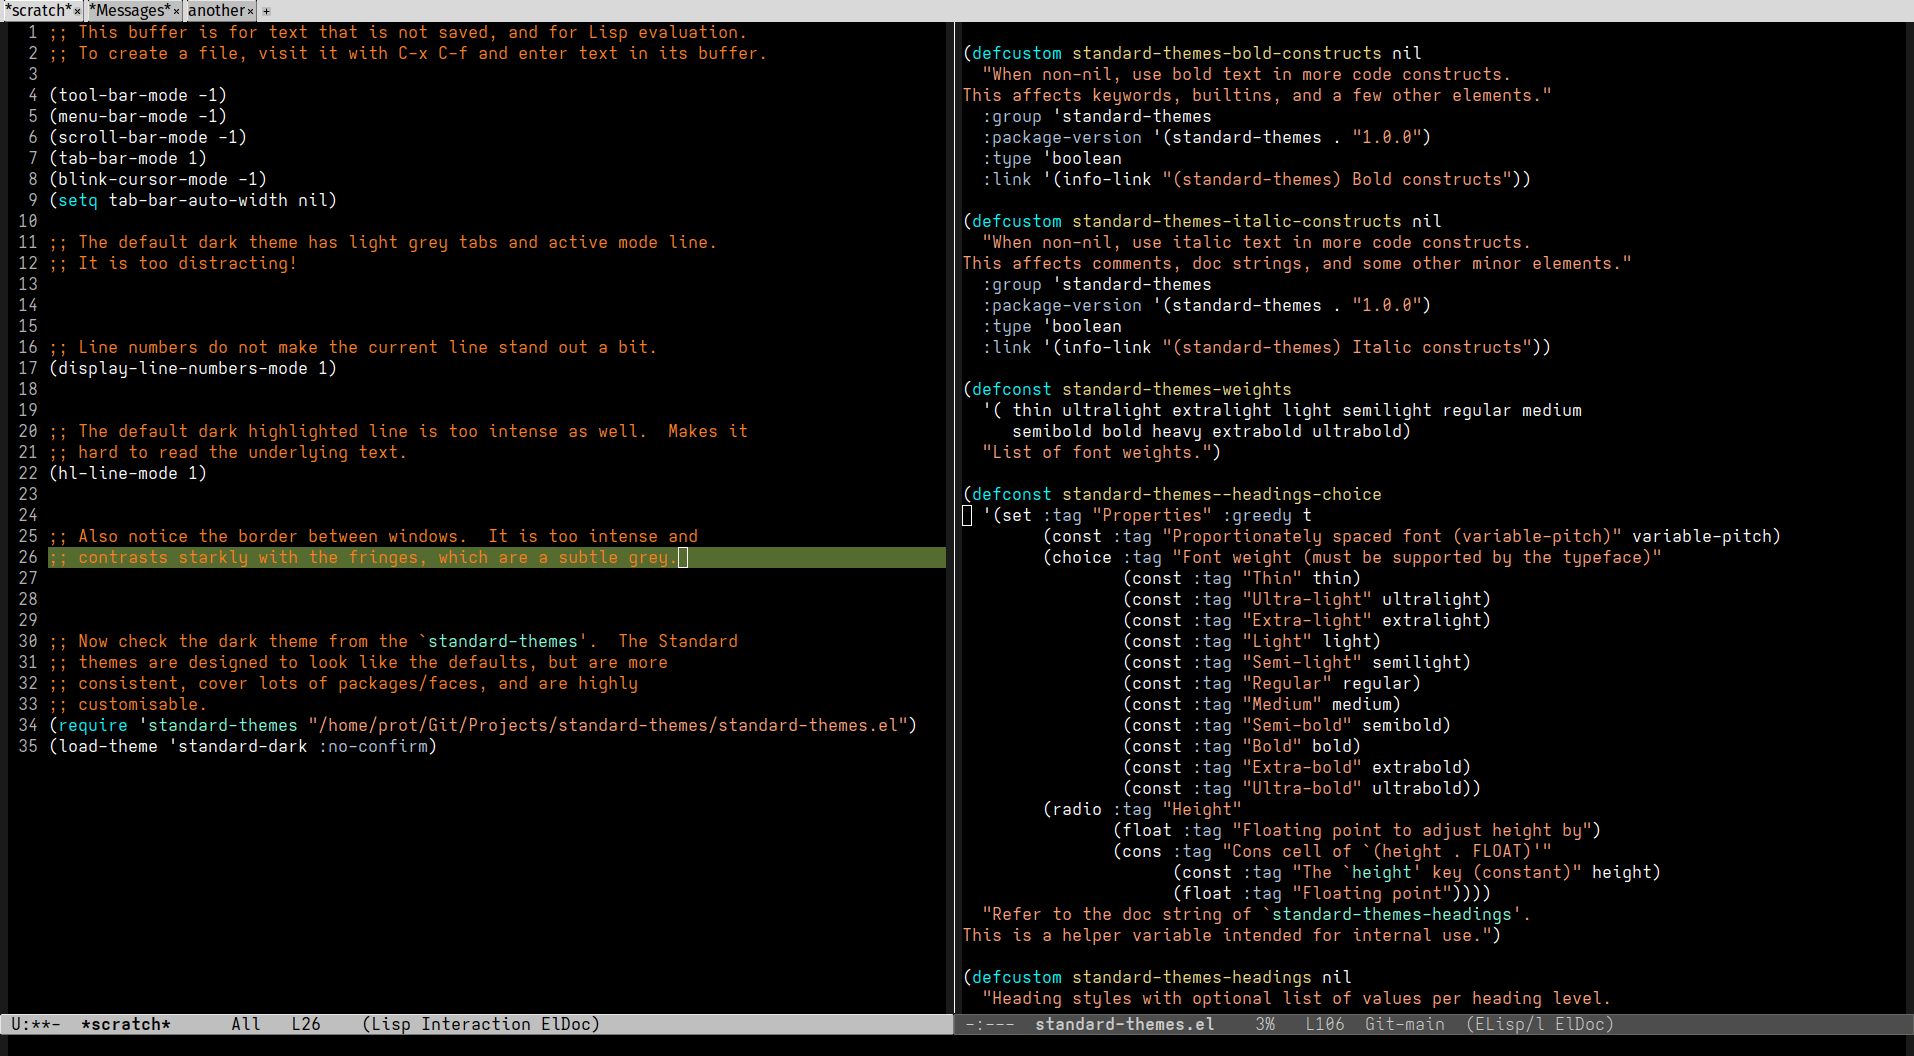 *scratch*× *Messages*× another× +
1 ;; This buffer is for text that is not saved, and for Lisp evaluation.
2 ;; To create a file, visit it with C-x C-f and enter text in its buffer.
3
4 (tool-bar-mode -1)
5 (menu-bar-mode -1)
6 (scroll-bar-mode -1)
7 (tab-bar-mode 1)
8 (blink-cursor-mode -1)
9 (setq tab-bar-auto-width nil)
10
11 ;; The default dark theme has light grey tabs and active mode line.
12 ;; It is too distracting!
13
14
15
16 ;; Line numbers do not make the current line stand out a bit.
17 (display-line-numbers-mode 1)
18
19
20 ;; The default dark highlighted line is too intense as well.  Makes it
21 ;; hard to read the underlying text.
22 (hl-line-mode 1)
23
24
25 ;; Also notice the border between windows.  It is too intense and
26 ;; contrasts starkly with the fringes, which are a subtle grey.
27
28
29
30 ;; Now check the dark theme from the `standard-themes'.  The Standard
31 ;; themes are designed to look like the defaults, but are more
32 ;; consistent, cover lots of packages/faces, and are highly
33 ;; customisable.
34 (require 'standard-themes "/home/prot/Git/Projects/standard-themes/standard-themes.el")
35 (load-theme 'standard-dark :no-confirm)
U:**-  *scratch*      All   L26    (Lisp Interaction ElDoc)
(defcustom standard-themes-bold-constructs nil
  "When non-nil, use bold text in more code constructs.
This affects keywords, builtins, and a few other elements."
  :group 'standard-themes
  :package-version '(standard-themes . "1.0.0")
  :type 'boolean
  :link '(info-link "(standard-themes) Bold constructs"))
(defcustom standard-themes-italic-constructs nil
  "When non-nil, use italic text in more code constructs.
This affects comments, doc strings, and some other minor elements."
  :group 'standard-themes
  :package-version '(standard-themes . "1.0.0")
  :type 'boolean
  :link '(info-link "(standard-themes) Italic constructs"))
(defconst standard-themes-weights
  '( thin ultralight extralight light semilight regular medium
     semibold bold heavy extrabold ultrabold)
  "List of font weights.")
(defconst standard-themes--headings-choice
  '(set :tag "Properties" :greedy t
        (const :tag "Proportionately spaced font (variable-pitch)" variable-pitch)
        (choice :tag "Font weight (must be supported by the typeface)"
                (const :tag "Thin" thin)
                (const :tag "Ultra-light" ultralight)
                (const :tag "Extra-light" extralight)
                (const :tag "Light" light)
                (const :tag "Semi-light" semilight)
                (const :tag "Regular" regular)
                (const :tag "Medium" medium)
                (const :tag "Semi-bold" semibold)
                (const :tag "Bold" bold)
                (const :tag "Extra-bold" extrabold)
                (const :tag "Ultra-bold" ultrabold))
        (radio :tag "Height"
               (float :tag "Floating point to adjust height by")
               (cons :tag "Cons cell of `(height . FLOAT)'"
                     (const :tag "The `height' key (constant)" height)
                     (float :tag "Floating point"))))
  "Refer to the doc string of `standard-themes-headings'.
This is a helper variable intended for internal use.")
(defcustom standard-themes-headings nil
  "Heading styles with optional list of values per heading level.
-:---  standard-themes.el    3%   L106  Git-main  (ELisp/l ElDoc)